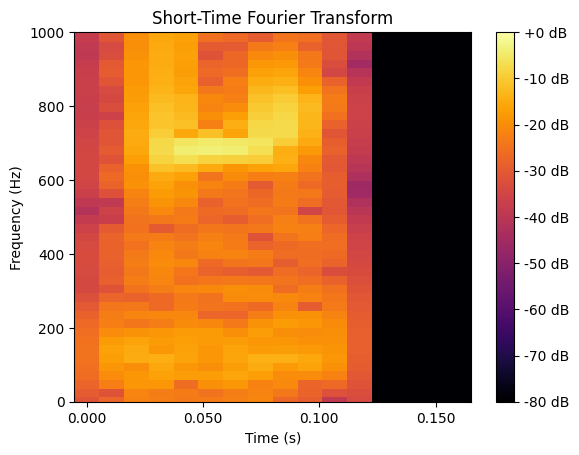 Short-Time Fourier Transform
1000
800
600
400
200
0
Frequency (Hz)
0.000
0.050
0.100
0.150
Time (s)
+0 dB
-10 dB
-20 dB
-30 dB
-40 dB
-50 dB
-60 dB
-70 dB
-80 dB